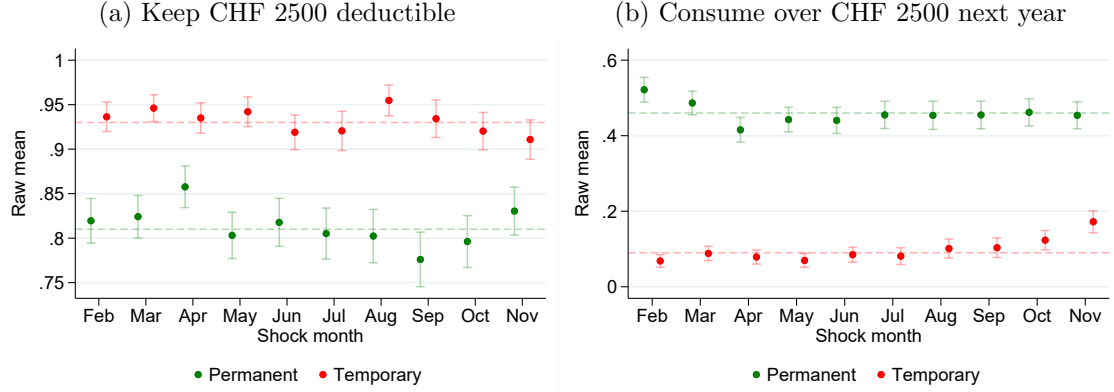 (a) Keep CHF 2500 deductible
1
.95
.9
.85
.8
.75
Raw mean
Feb Mar Apr May Jun Jul Aug Sep Oct Nov
Shock month
Permanent Temporary
(b) Consume over CHF 2500 next year
.6
.4
.2
0
Raw mean
Feb Mar Apr May Jun Jul Aug Sep Oct Nov
Shock month
Permanent Temporary